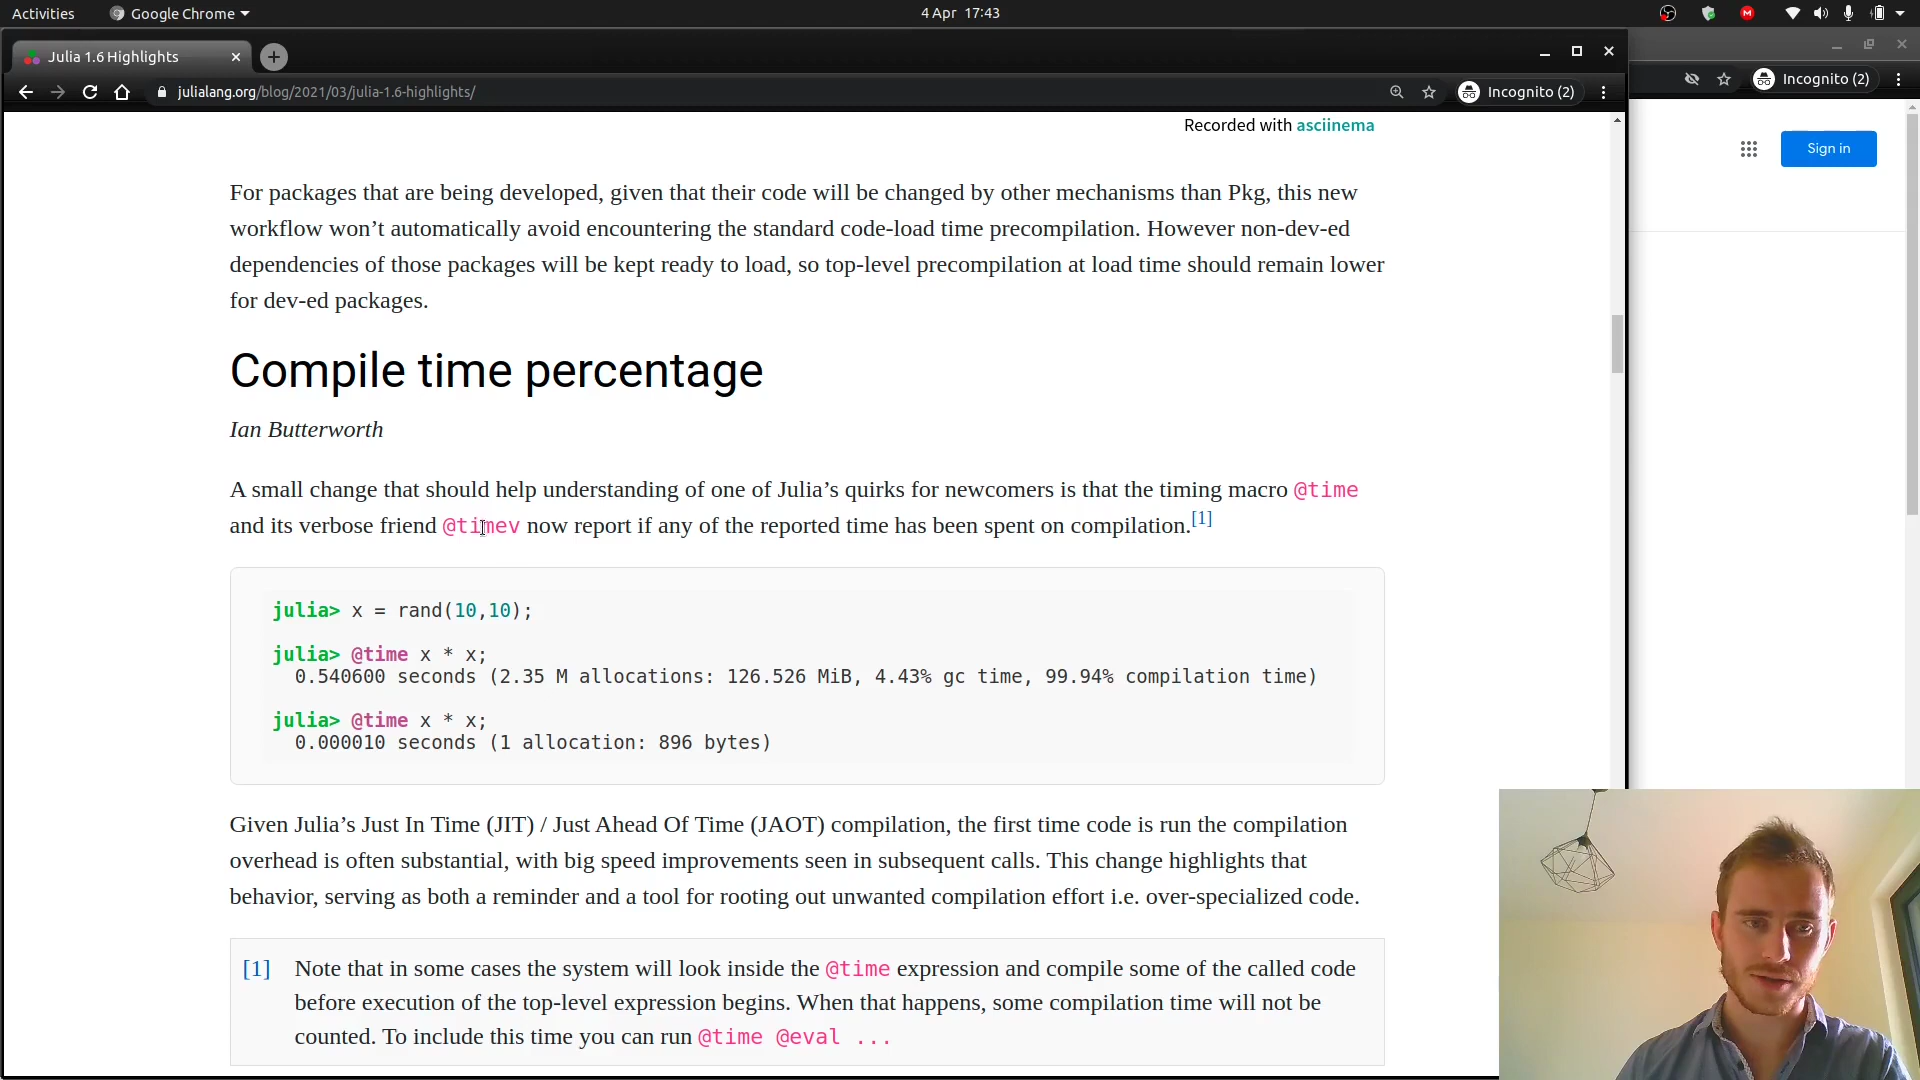 Activities
Google Chrome
4 Apr 17:43
M
Julia 1.6 Highlights
julialang.org/blog/2021/03/julia-1.6-highlights/
Incognito (2)
Incognito (2)
Sign in
Recorded with asciinema
For packages that are being developed, given that their code will be changed by other mechanisms than Pkg, this new
workflow won’t automatically avoid encountering the standard code-load time precompilation. However non-dev-ed
dependencies of those packages will be kept ready to load, so top-level precompilation at load time should remain lower
for dev-ed packages.
Compile time percentage
Ian Butterworth
A small change that should help understanding of one of Julia’s quirks for newcomers is that the timing macro @time
and its verbose friend @timev now report if any of the reported time has been spent on compilation.[1]
julia> x = rand(10,10);
julia> @time x * x;
0.540600 seconds (2.35 M allocations: 126.526 MiB, 4.43% gc time, 99.94% compilation time)
julia> @time x * x;
0.000010 seconds (1 allocation: 896 bytes)
Given Julia’s Just In Time (JIT) / Just Ahead Of Time (JAOT) compilation, the first time code is run the compilation
overhead is often substantial, with big speed improvements seen in subsequent calls. This change highlights that
behavior, serving as both a reminder and a tool for rooting out unwanted compilation effort i.e. over-specialized code.
[1] Note that in some cases the system will look inside the @time expression and compile some of the called code
before execution of the top-level expression begins. When that happens, some compilation time will not be
counted. To include this time you can run @time @eval ...